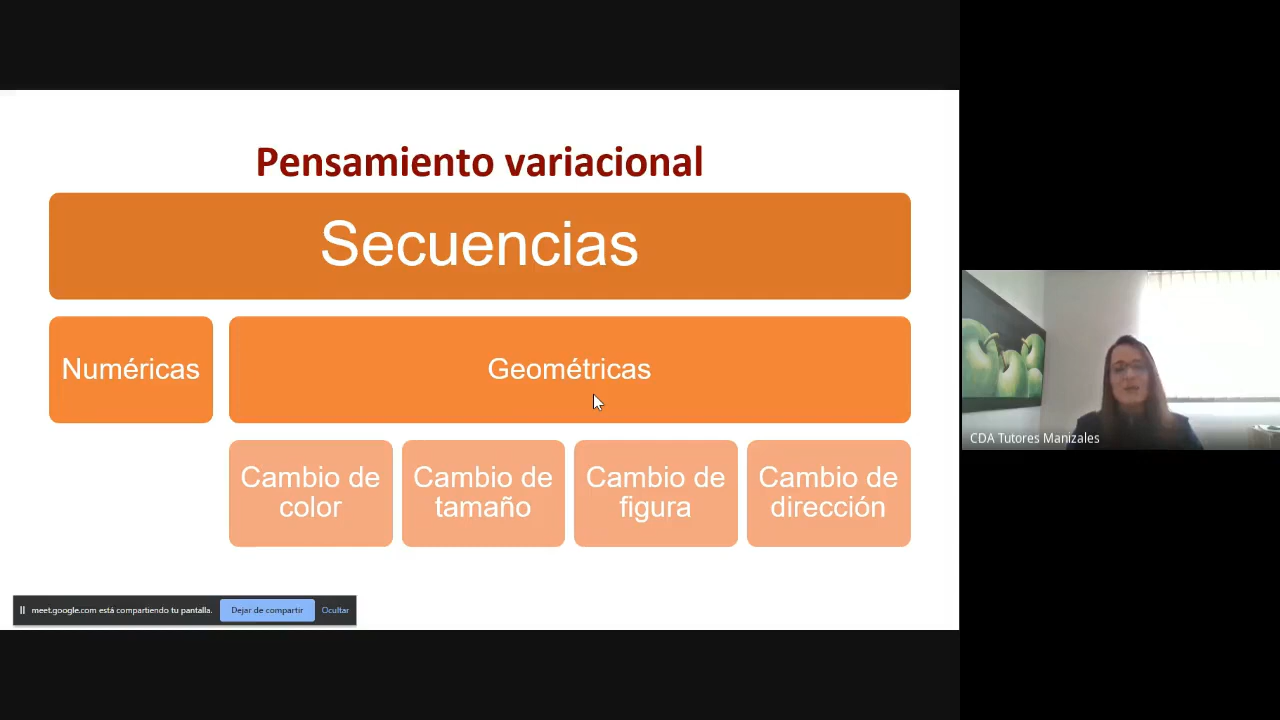 Pensamiento variacional
Secuencias
Numéricas
Geométricas
Cambio de
color
Cambio de
tamaño
Cambio de
figura
Cambio de
dirección
CDA Tutores Manizales
meet.google.com está compartiendo tu pantalla.
Dejar de compartir
Ocultar